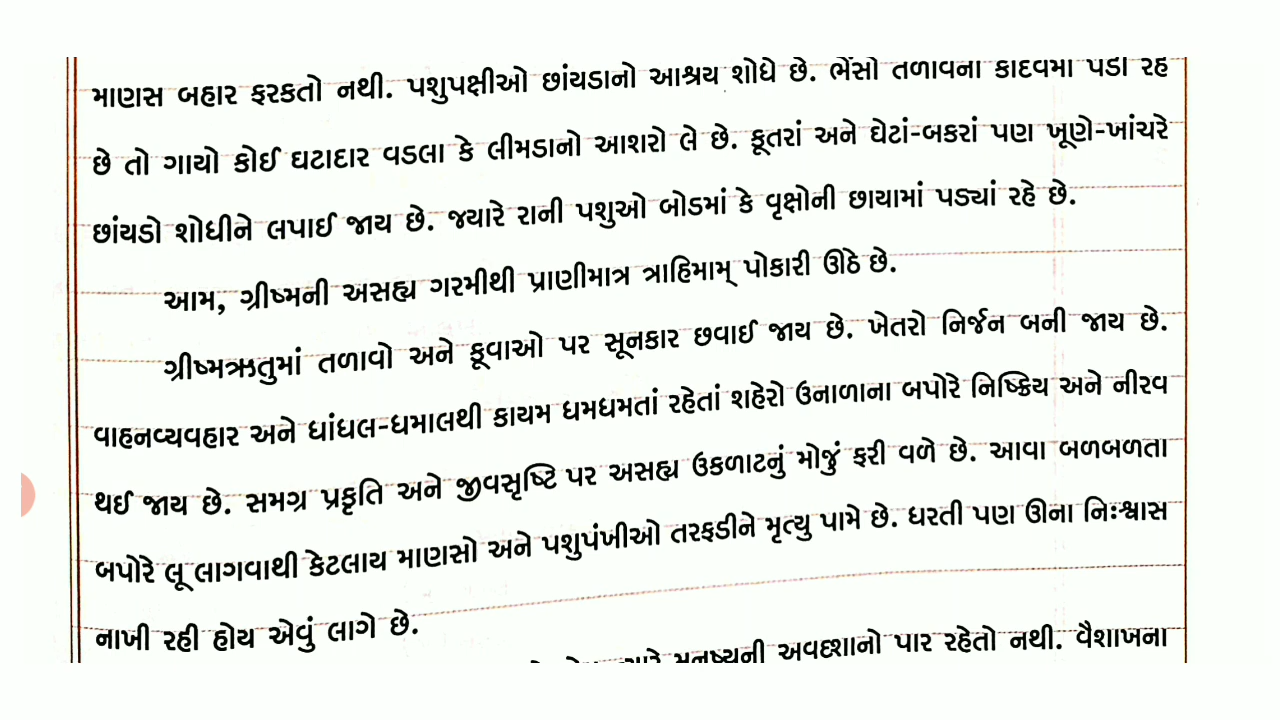 માણસ બહાર ફરકતો નથી. પશુપક્ષીઓ છાંયડાનો આશ્રય શોધે છે. ભેંસો તળાવના કાદવમાં પડી રહે
છે તો ગાયો કોઈ ઘટાદાર વડલા કે લીમડાનો આશરો લે છે. કૂતરાં અને ઘેટાં-બકરાં પણ ખૂણે-ખાંચરે
છાંયડો શોધીને લપાઈ જાય છે. જ્યારે રાની પશુઓ બોડમાં કે વૃક્ષોની છાયામાં પડ્યાં રહે છે.
આમ, ગ્રીષ્મની અસહ્ય ગરમીથી પ્રાણીમાત્ર ત્રાહિમામ્ પોકારી ઊઠે છે.
ગ્રીષ્મઋતુમાં તળાવો અને કૂવાઓ પર સૂનકાર છવાઈ જાય છે. ખેતરો નિર્જન બની જાય છે.
વાહનવ્યવહાર અને ધાંધલ-ધમાલથી કાયમ ધમધમતાં રહેતાં શહેરો ઉનાળાના બપોરે નિષ્ક્રિય અને નીરવ
થઈ જાય છે. સમગ્ર પ્રકૃતિ અને જીવસૃષ્ટિ પર અસહ્ય ઉકળાટનું મોજું ફરી વળે છે. આવા બળબળતા
બપોરે લૂ લાગવાથી કેટલાય માણસો અને પશુપંખીઓ તરફડીને મૃત્યુ પામે છે. ધરતી પણ ઊના નિઃશ્વાસ
નાખી રહી હોય એવું લાગે છે.
મનુષ્યની અવદશાનો પાર રહેતો નથી. વૈશાખના